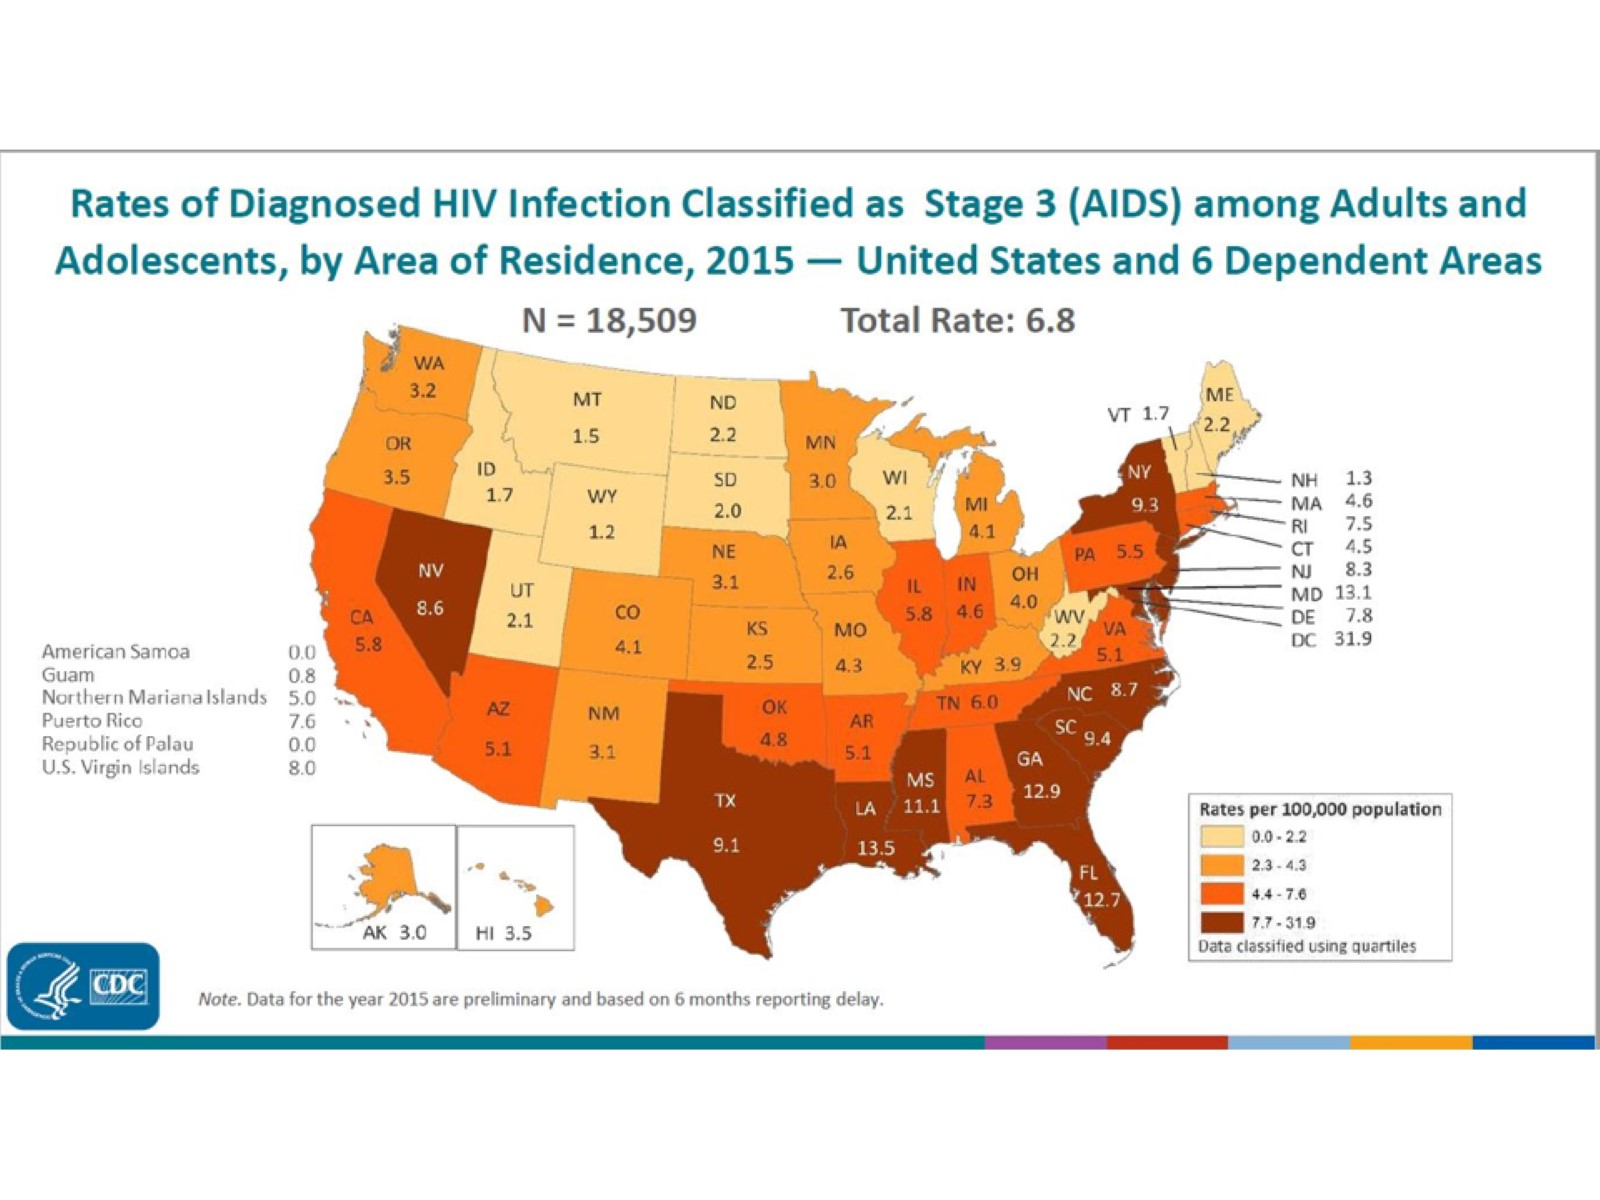 Rates of Diagnosed HIV Infection Classified as Stage 3 (AIDS) among Adults and
Adolescents, by Area of Residence, 2015 — United States and 6 Dependent Areas
N = 18,509 Total Rate: 6.8
WA
3.2
OR
3.5
ID
1.7
MT
1.5
WY
1.2
ND
2.2
SD
2.0
NE
3.1
KS
2.5
MN
3.0
IA
2.6
MO
4.3
WI
2.1
MI
4.1
IL
5.8
IN
4.6
OH
4.0
KY 3.9
WV
2.2
VA
5.1
PA 5.5
NY
9.3
VT 1.7
ME
2.2
NH 1.3
MA 4.6
RI 7.5
CT 4.5
NJ 8.3
MD 13.1
DE 7.8
DC 31.9
NV
8.6
CA
5.8
UT
2.1
CO
4.1
AZ
5.1
NM
3.1
OK
4.8
AR
5.1
TN 6.0
NC 8.7
SC
9.4
GA
12.9
AL
7.3
MS
11.1
LA
13.5
TX
9.1
FL
12.7
AK 3.0
HI 3.5
American Samoa 0.0
Guam 0.8
Northern Mariana Islands 5.0
Puerto Rico 7.6
Republic of Palau 0.0
U.S. Virgin Islands 8.0
Rates per 100,000 population
0.0 - 2.2
2.3 - 4.3
4.4 - 7.6
7.7 - 31.9
Data classified using quartiles
CDC
Note. Data for the year 2015 are preliminary and based on 6 months reporting delay.